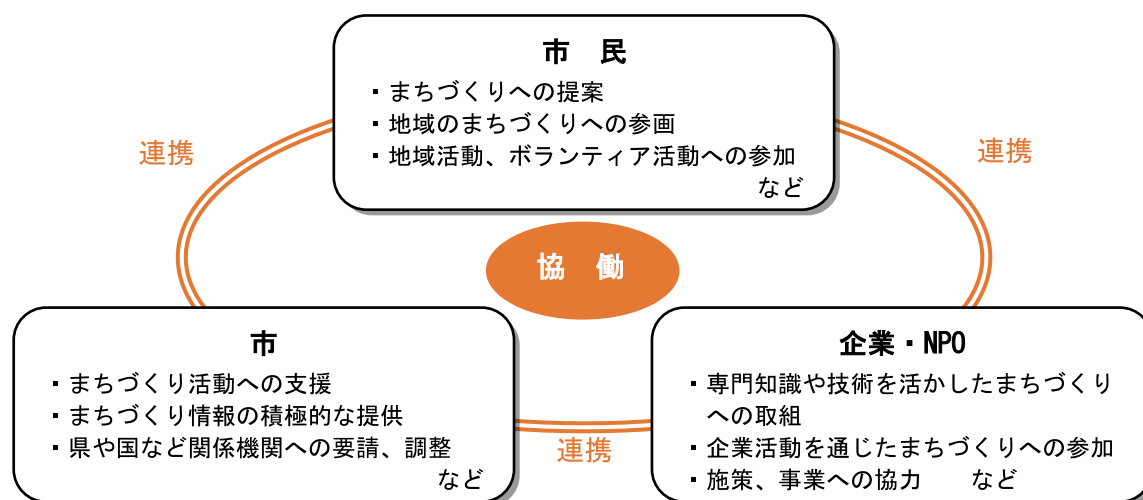 市　民
・まちづくりへの提案
・地域のまちづくりへの参画
・地域活動、ボランティア活動への参加
など
連携
連携
協　働
市
・まちづくり活動への支援
・まちづくり情報の積極的な提供
・県や国など関係機関への要請、調整
など
連携
企業・NPO
・専門知識や技術を活かしたまちづくり
への取組
・企業活動を通じたまちづくりへの参加
・施策、事業への協力　　など